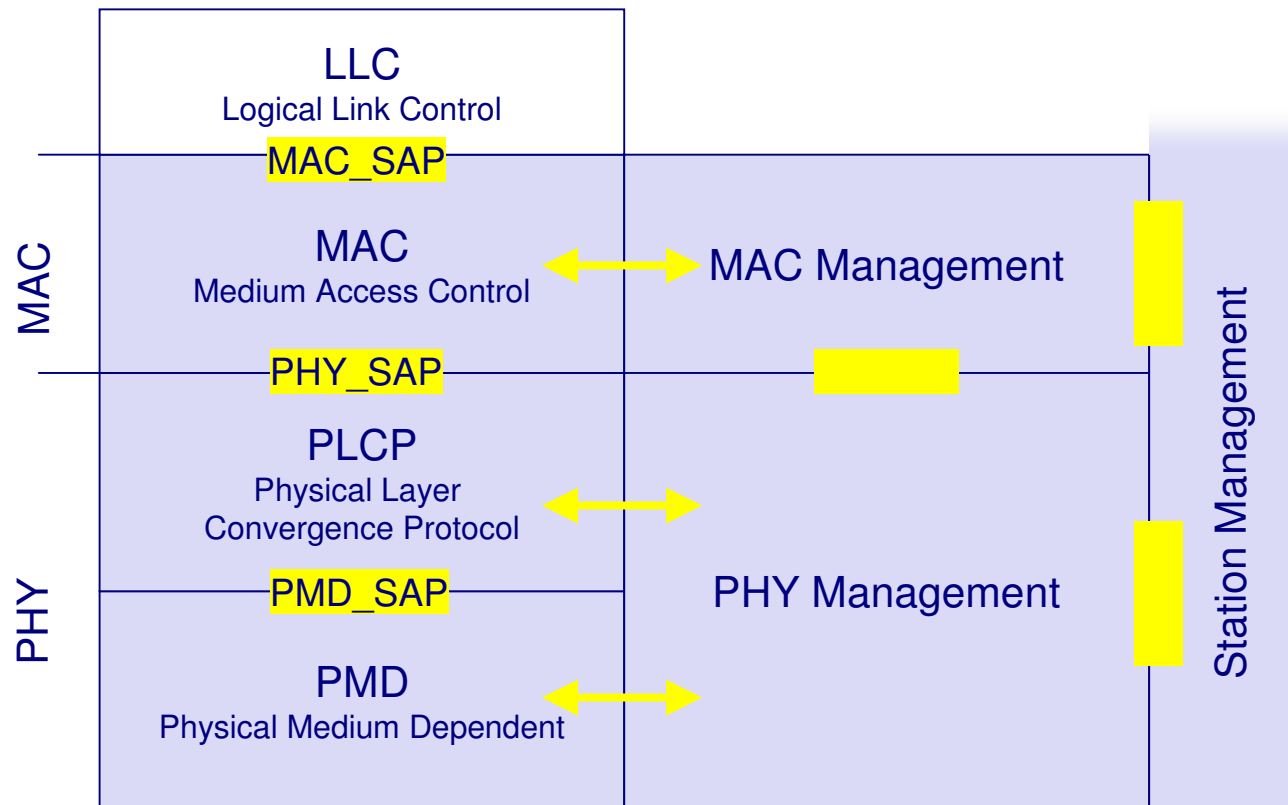 LLC
Logical Link Control
MAC_SAP
MAC
MAC
Medium Access Control
MAC Management
PHY_SAP
PLCP
Physical Layer
Convergence Protocol
PHY
PMD_SAP
PHY Management
Station Management
PMD
Physical Medium Dependent